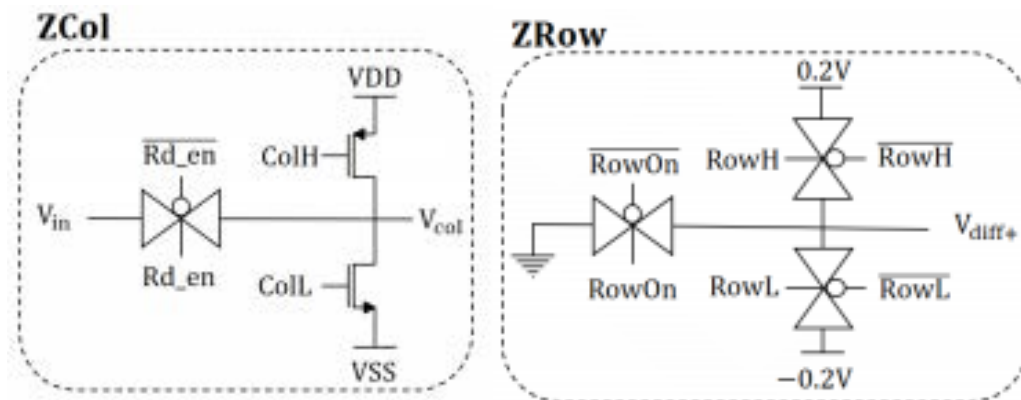 ZCol
VDD
Rd_en
ColH
Vin
Vcol
Rd_en
ColL
VSS
ZRow
0.2V
RowOn
RowH
RowH
Vdiff+
RowOn
RowL
RowL
−0.2V